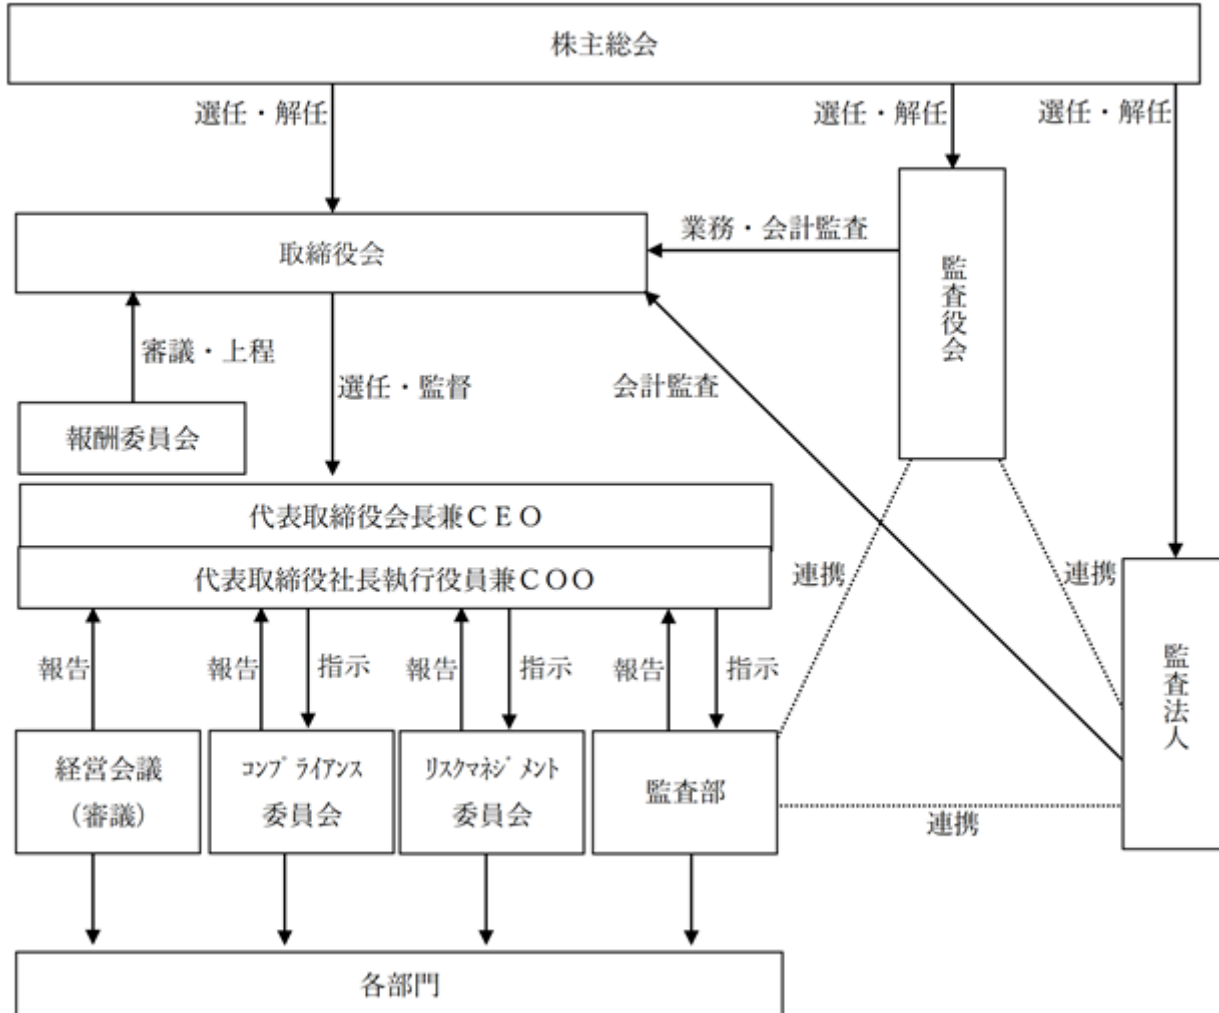 株主総会
選任・解任
選任・解任
選任・解任
取締役会
業務・会計監査
監査役会
審議・上程
選任・監督
会計監査
報酬委員会
代表取締役会長兼ＣＥＯ
代表取締役社長執行役員兼ＣＯＯ
連携
連携
報告
報告
指示
報告
指示
報告
指示
監査法人
経営会議
（審議）
ｺﾝﾌﾟﾗｲｱﾝｽ
委員会
ﾘｽｸﾏﾈｼﾞﾒﾝﾄ
委員会
監査部
連携
各部門